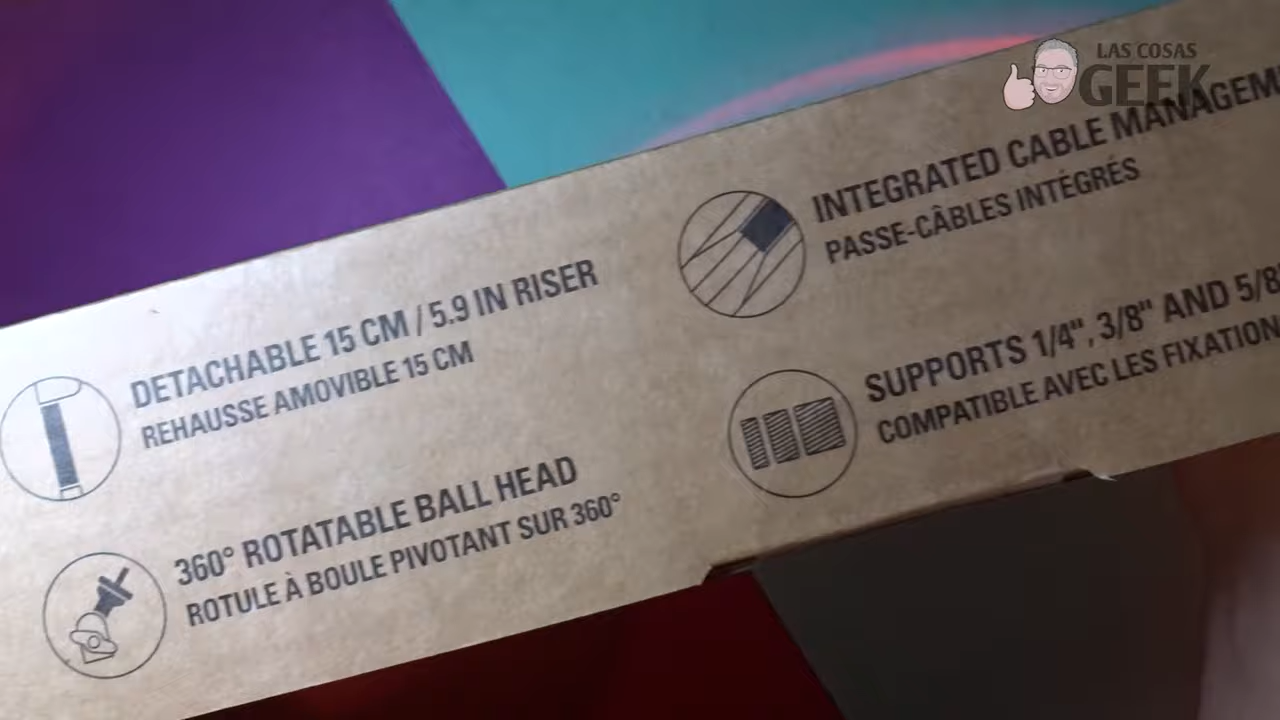 LAS COSAS
GEEK
DETACHABLE 15 CM / 5.9 IN RISER
REHAUSSE AMOVIBLE 15 CM
360° ROTATABLE BALL HEAD
ROTULE À BOULE PIVOTANT SUR 360°
INTEGRATED CABLE
PASSE-CÂBLES INTÉGRÉS
SUPPORTS 1/4", 3/8" AND 5/8"
COMPATIBLE AVEC LES